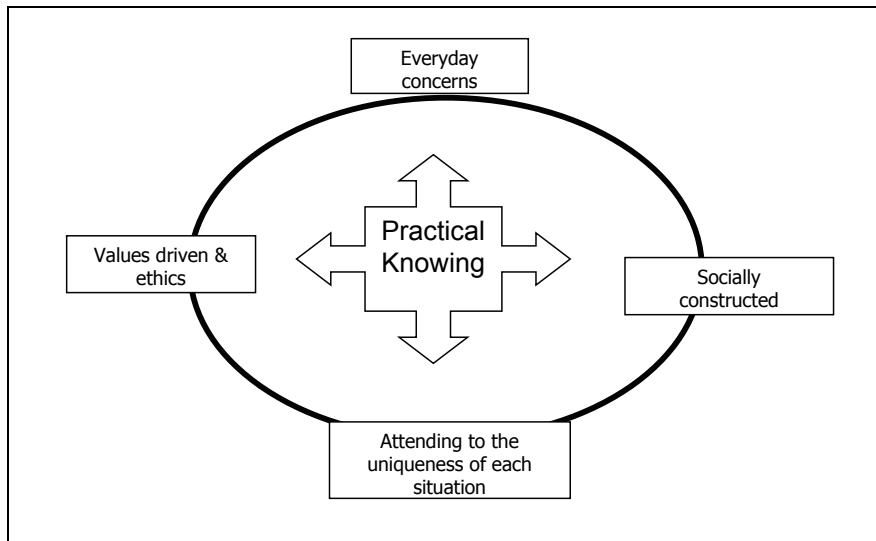 Everyday
concerns
Practical
Knowing
Values driven &
ethics
Socially
constructed
Attending to the
uniqueness of each
situation